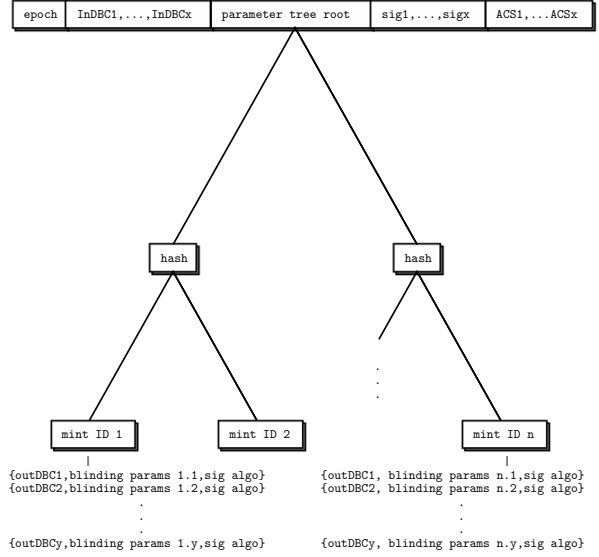 epoch InDBC1,...,InDBCx parameter tree root sig1,...,sigx ACS1,...ACSx
hash hash
.
.
.
mint ID 1 mint ID 2 mint ID n
{outDBC1,blinding params 1.1,sig algo} {outDBC1, blinding params n.1,sig algo}
{outDBC2,blinding params 1.2,sig algo} {outDBC2, blinding params n.2,sig algo}
. .
. .
. .
{outDBCy,blinding params 1.y,sig algo} {outDBCy, blinding params n.y,sig algo}